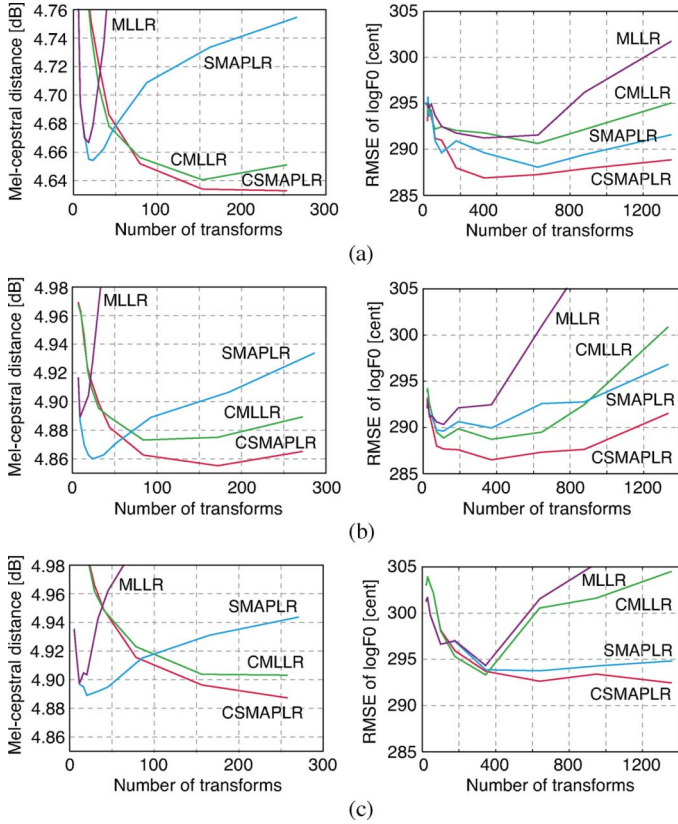 Mel-cepstral distance [dB]
4.76
4.74
4.72
4.70
4.68
4.66
4.64
0
100
200
300
Number of transforms
MLLR
SMAPLR
CMLLR
CSMAPLR
RMSE of logF0 [cent]
305
300
295
290
285
0
400
800
1200
Number of transforms
MLLR
CMLLR
SMAPLR
CSMAPLR
(a)
Mel-cepstral distance [dB]
4.98
4.96
4.94
4.92
4.90
4.88
4.86
0
100
200
300
Number of transforms
MLLR
SMAPLR
CMLLR
CSMAPLR
RMSE of logF0 [cent]
305
300
295
290
285
0
400
800
1200
Number of transforms
MLLR
CMLLR
SMAPLR
CSMAPLR
(b)
Mel-cepstral distance [dB]
4.98
4.96
4.94
4.92
4.90
4.88
4.86
0
100
200
300
Number of transforms
MLLR
SMAPLR
CMLLR
CSMAPLR
RMSE of logF0 [cent]
305
300
295
290
285
0
400
800
1200
Number of transforms
MLLR
CMLLR
SMAPLR
CSMAPLR
(c)